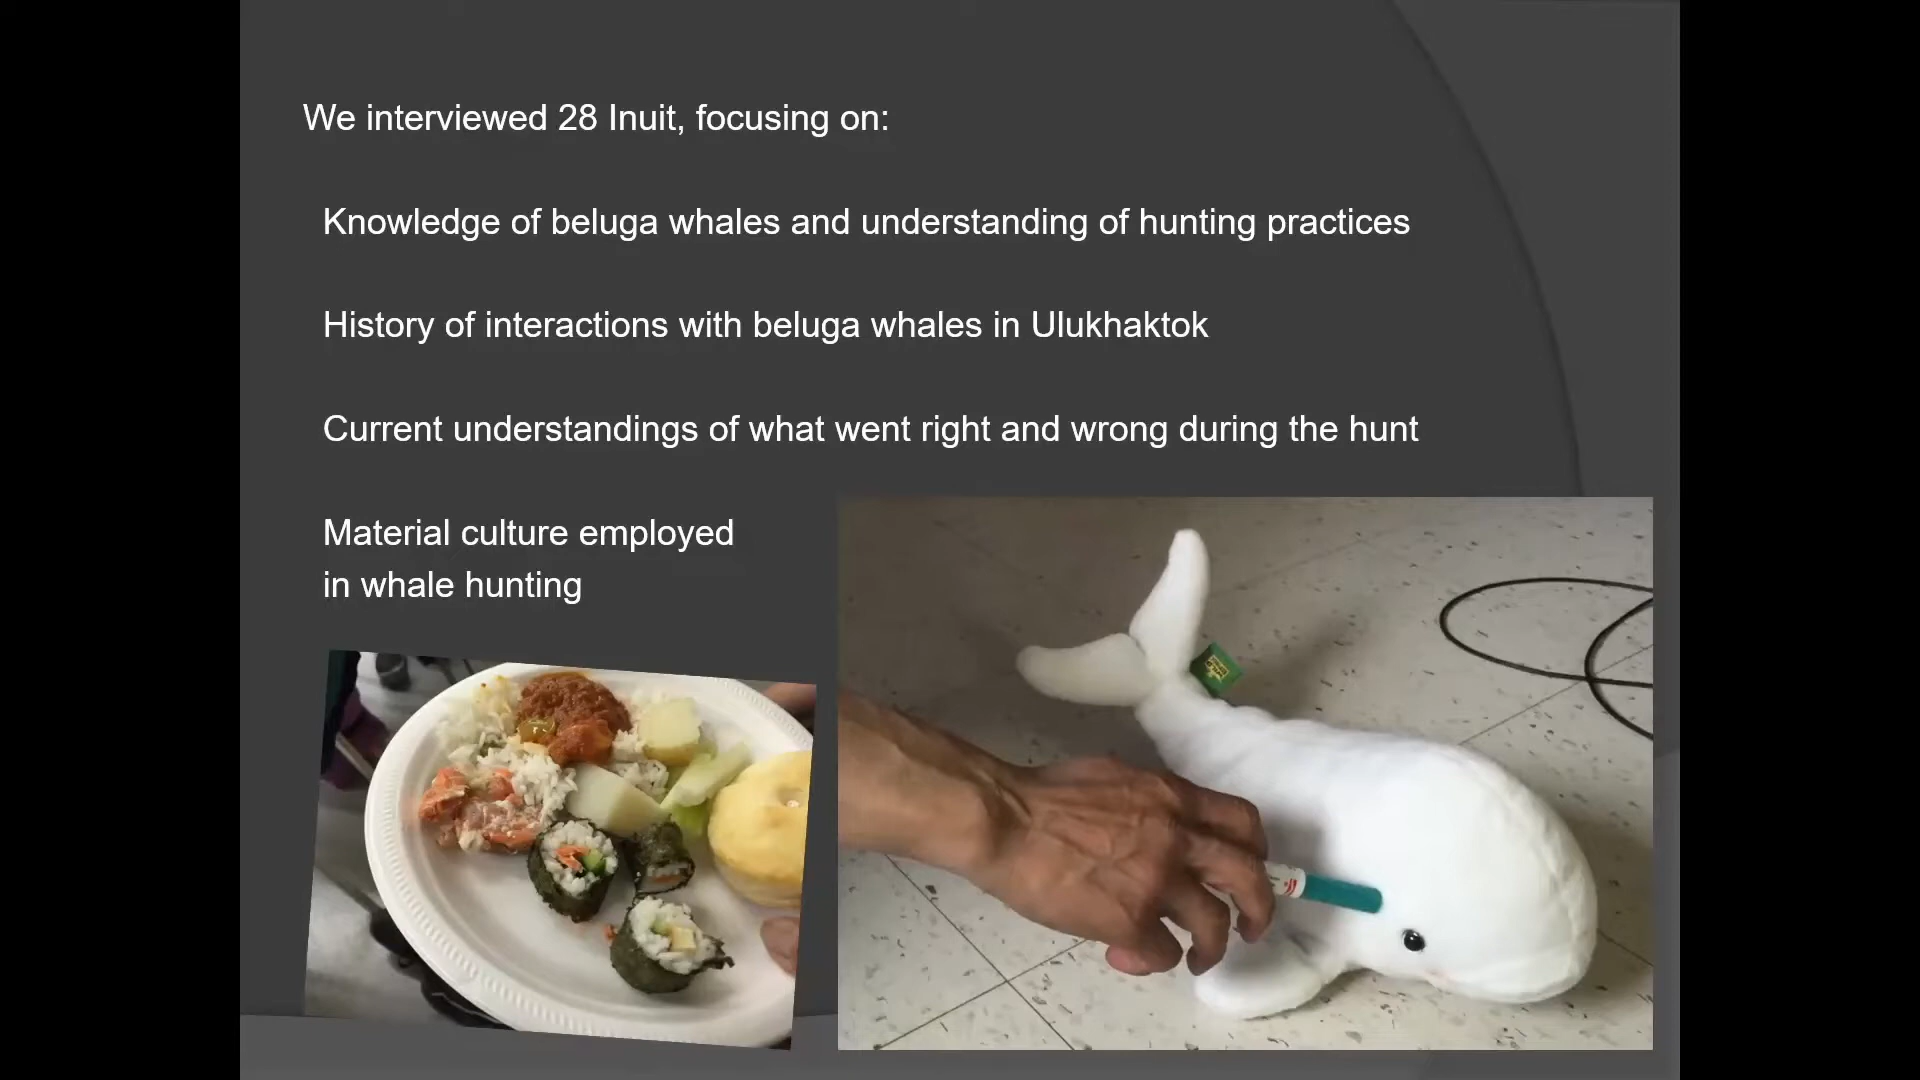 We interviewed 28 Inuit, focusing on:
Knowledge of beluga whales and understanding of hunting practices
History of interactions with beluga whales in Ulukhaktok
Current understandings of what went right and wrong during the hunt
Material culture employed
in whale hunting